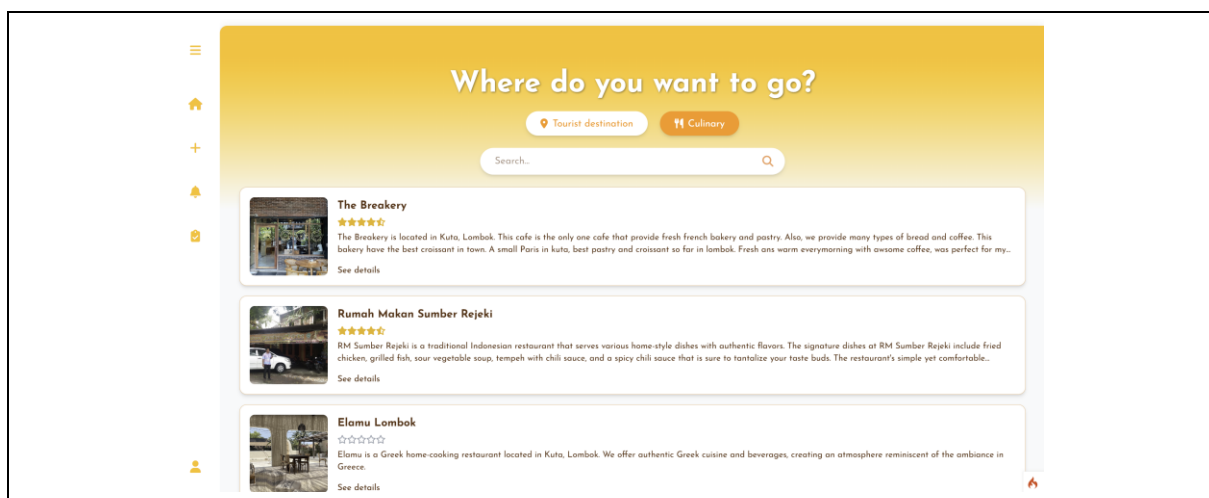 Where do you want to go?
Tourist destination
Culinary
Search...
The Breakery
The Breakery is located in Kuta, Lombok. This cafe is the only one cafe that provide fresh french bakery and pastry. Also, we provide many types of bread and coffee. This
bakery have the best croissant in town. A small Paris in kuta, best pastry and croissant so far in lombok. Fresh ans warm everymorning with awsome coffee, was perfect for my...
See details
Rumah Makan Sumber Rejeki
RM Sumber Rejeki is a traditional Indonesian restaurant that serves various home-style dishes with authentic flavors. The signature dishes at RM Sumber Rejeki include fried
chicken, grilled fish, sour vegetable soup, tempeh with chili sauce, and a spicy chili sauce that is sure to tantalize your taste buds. The restaurant's simple yet comfortable...
See details
Elamu Lombok
Elamu is a Greek home-cooking restaurant located in Kuta, Lombok. We offer authentic Greek cuisine and beverages, creating an atmosphere reminiscent of the ambiance in
Greece.
See details